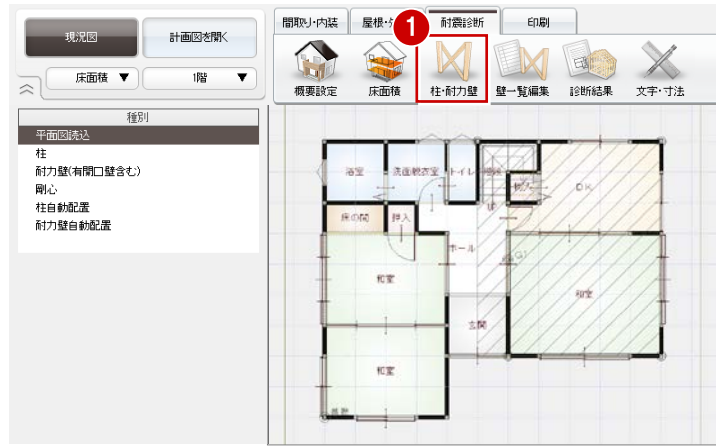 現況図
計画図を開く
床面積 ▼
1階 ▼
間取り・内装
屋根・
1
耐震診断
印刷
概要設定
床面積
柱・耐力壁
壁一覧編集
診断結果
文字・寸法
種別
平面図読込
柱
耐力壁(有開口壁含む)
剛心
柱自動配置
耐力壁自動配置
浴室
洗面脱衣室
トイレ
DK
床の間
押入
UP
ホール
G1
和室
和室
玄関
和室